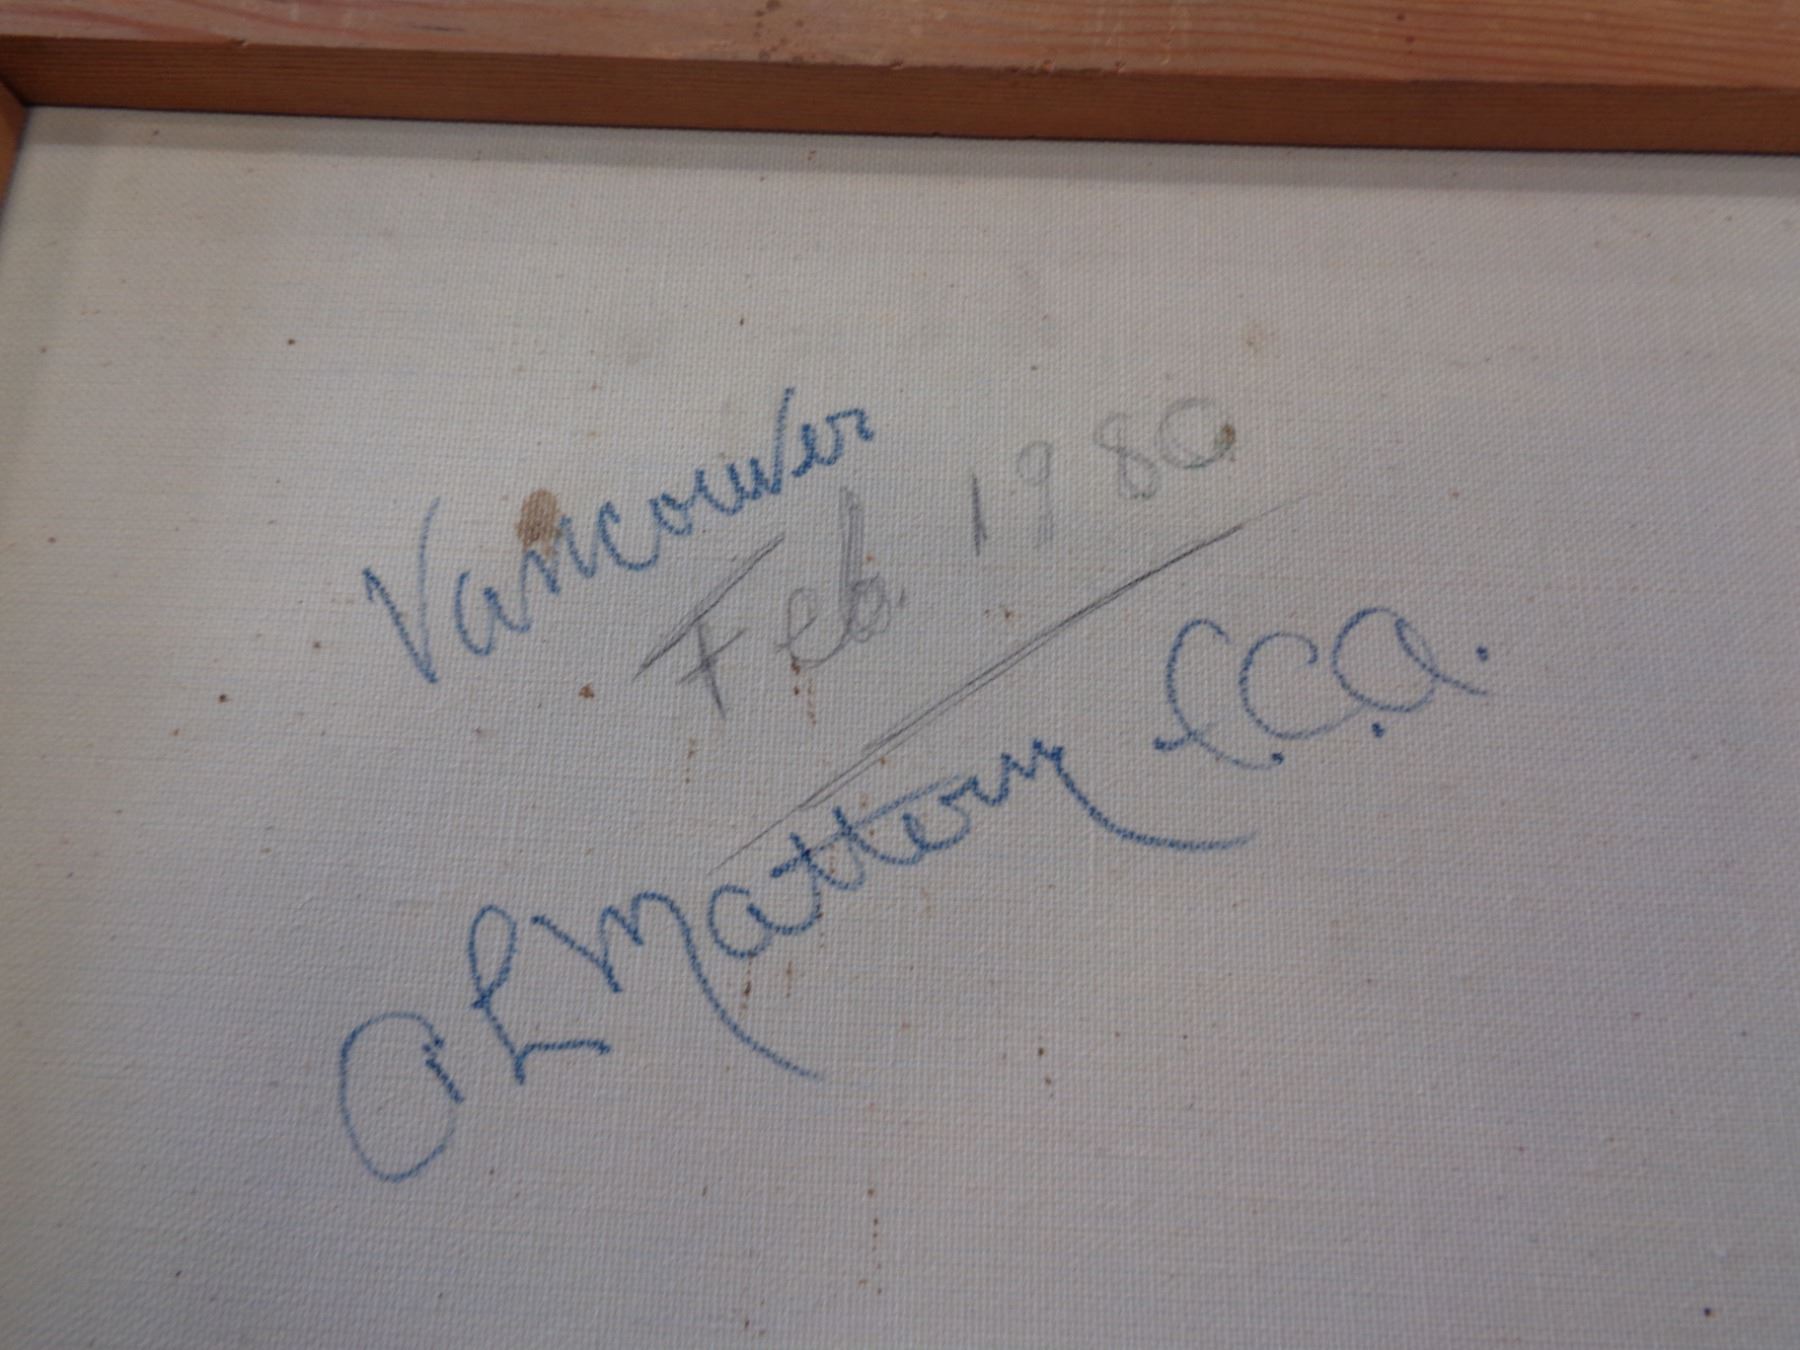 Vancouver
Feb. 1980
A L Mattern f.C.A.